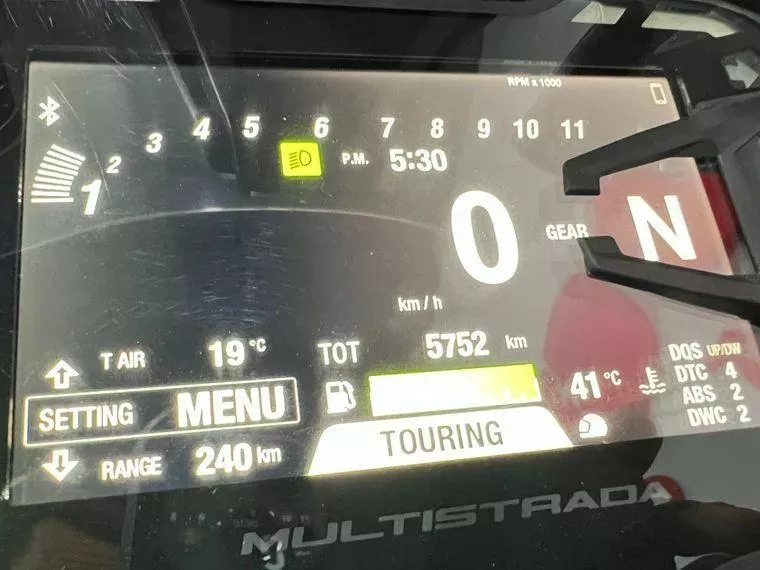 RPM x 1000
1 2 3 4 5 6 7 8 9 10 11
P.M. 5:30
0 GEAR N
km / h
T AIR 19 °C
TOT 5752 km
SETTING MENU
41 °C
RANGE 240 km
TOURING
DQS UP/DW
DTC 4
ABS 2
DWC 2
MULTISTRADA